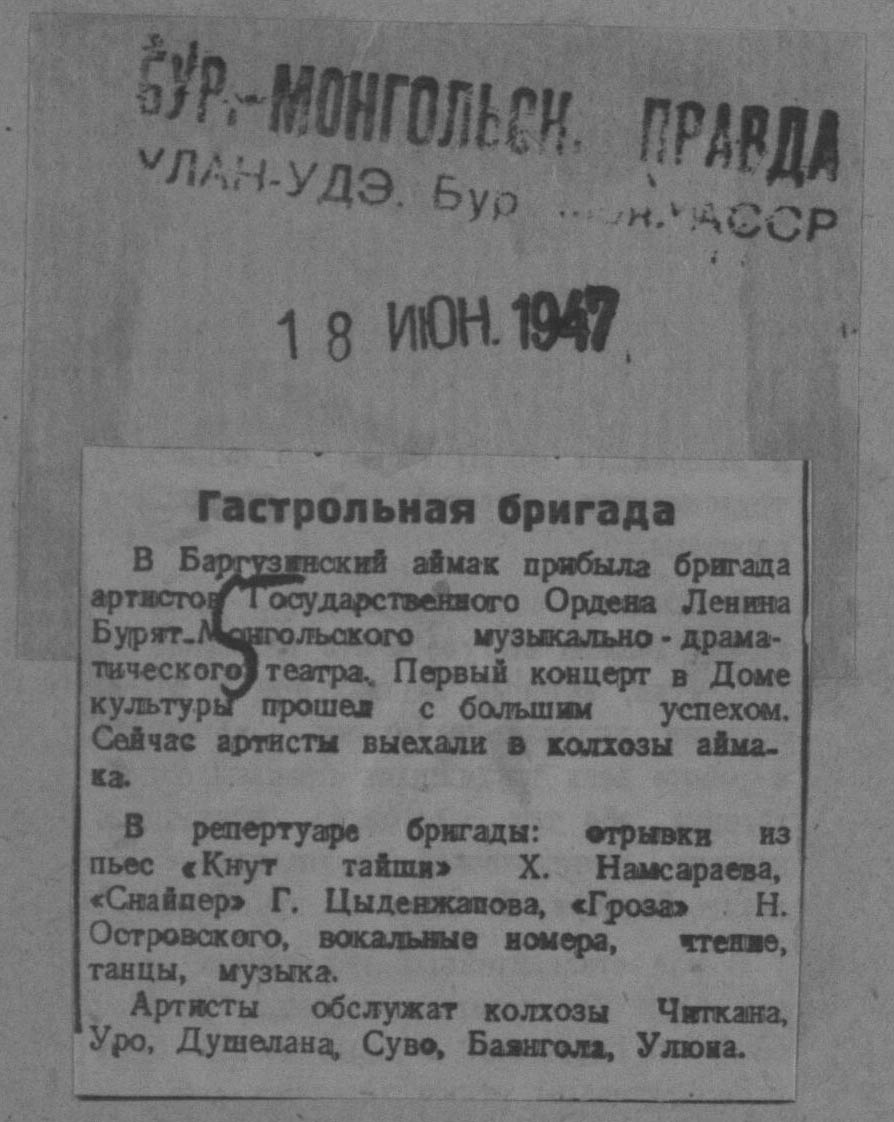 БУР.-МОНГОЛЬСК. ПРАВДА
УЛАН-УДЭ. Бур АССР
18 ИЮН. 1947
Гастрольная бригада
В Баргузинский аймак прибыла бригада
артистов Государственного Ордена Ленина
Бурят-Монгольского музыкально-драма-
тического театра. Первый концерт в Доме
культуры прошел с большим успехом.
Сейчас артисты выехали в колхозы айма-
ка.
В репертуаре бригады: отрывки из
пьес «Кнут тайши» Х. Намсараева,
«Снайпер» Г. Цыденжапова, «Гроза» Н.
Островского, вокальные номера, чтение,
танцы, музыка.
Артисты обслужат колхозы Читкана,
Уро, Душелана, Суво, Баянгола, Улюна.